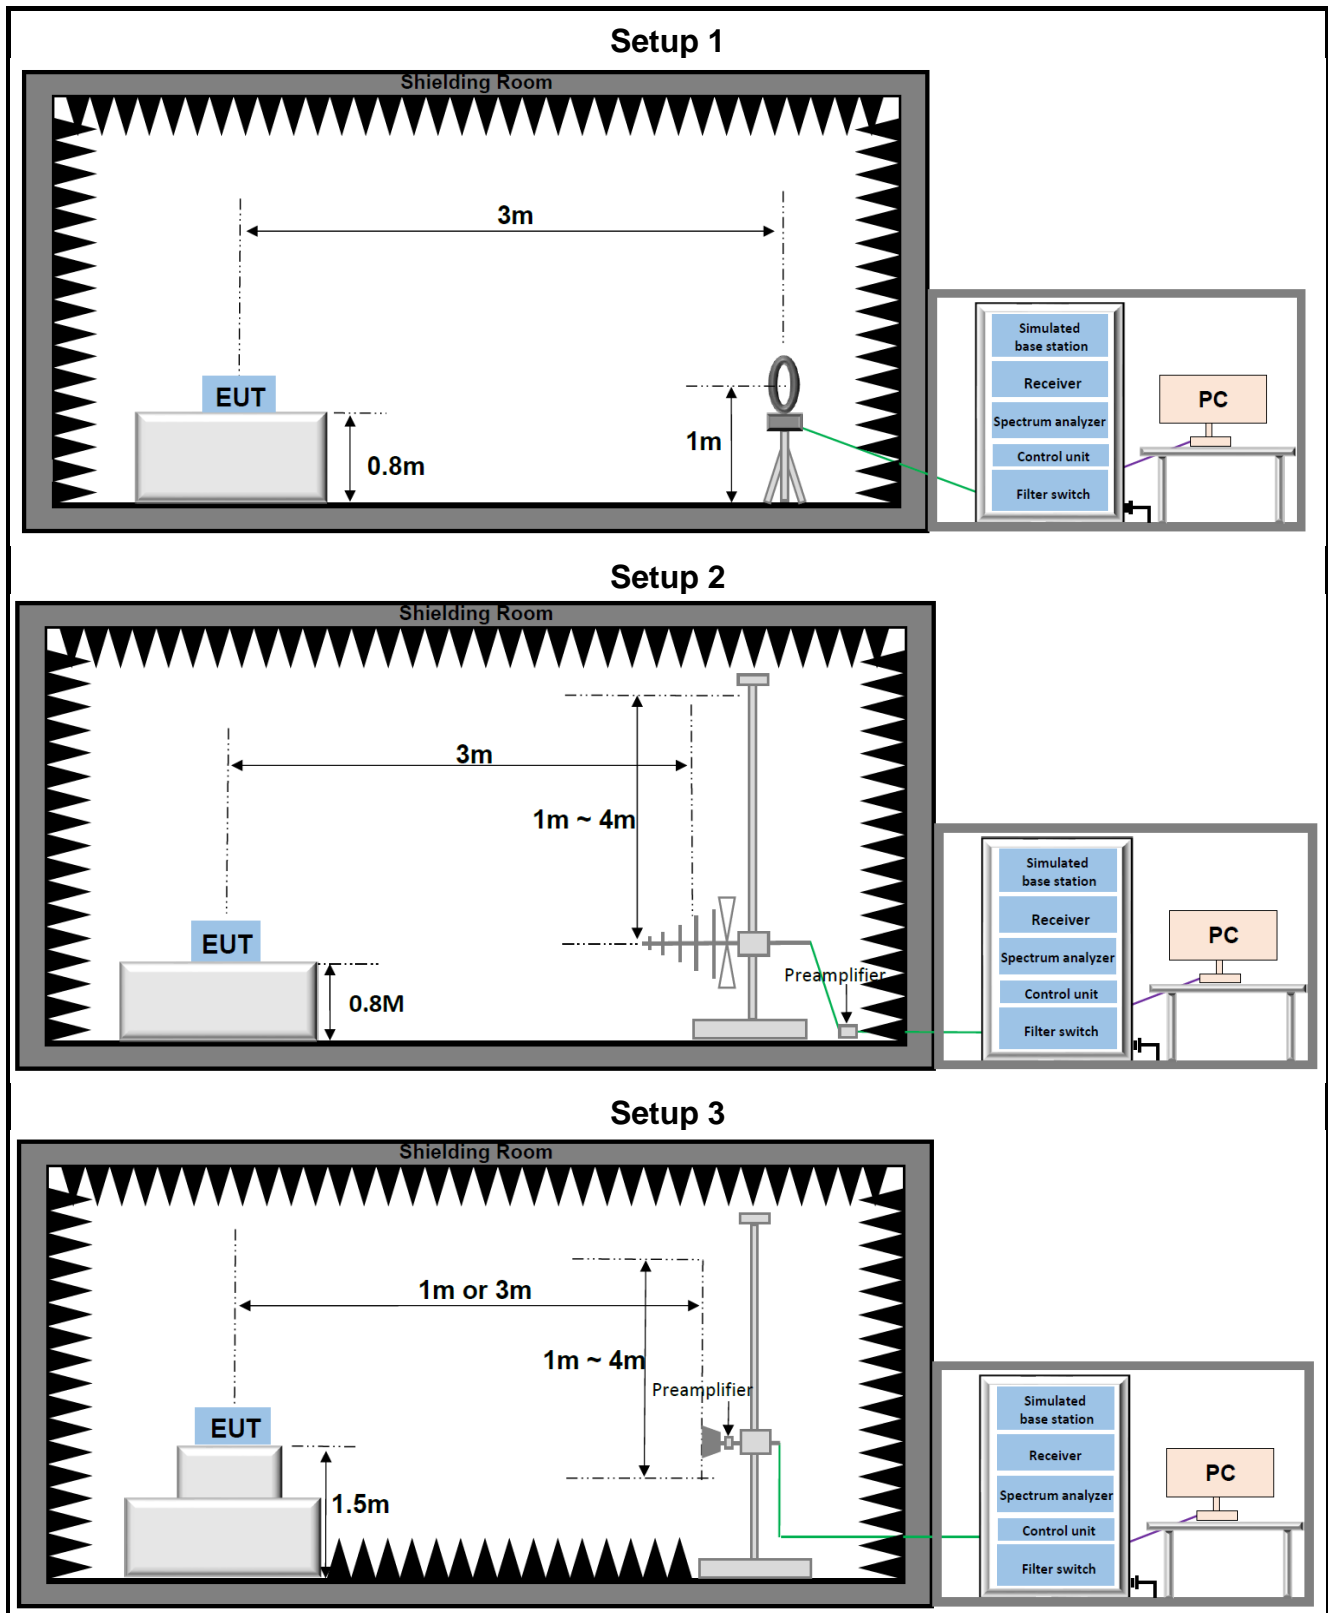 Setup 1
Shielding Room
3m
EUT
0.8m
1m
Simulated
base station
Receiver
Spectrum analyzer
Control unit
Filter switch
PC
Setup 2
Shielding Room
3m
1m ~ 4m
EUT
0.8M
Preamplifier
Simulated
base station
Receiver
Spectrum analyzer
Control unit
Filter switch
PC
Setup 3
Shielding Room
1m or 3m
1m ~ 4m
Preamplifier
EUT
1.5m
Simulated
base station
Receiver
Spectrum analyzer
Control unit
Filter switch
PC